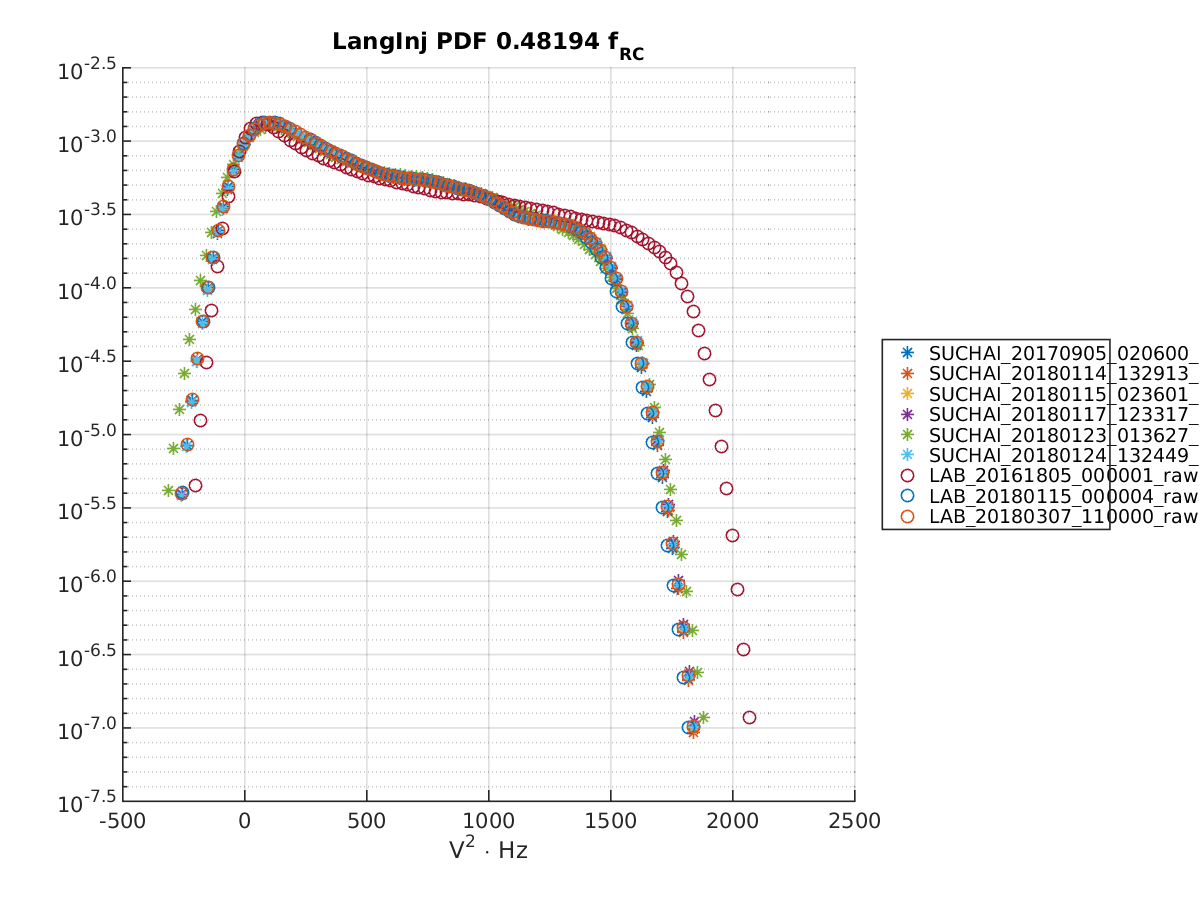 LangInj PDF 0.48194 f_RC
10^-2.5
10^-3.0
10^-3.5
10^-4.0
10^-4.5
10^-5.0
10^-5.5
10^-6.0
10^-6.5
10^-7.0
10^-7.5
-500 0 500 1000 1500 2000 2500
V^2 · Hz
SUCHAI_20170905_020600_
SUCHAI_20180114_132913_
SUCHAI_20180115_023601_
SUCHAI_20180117_123317_
SUCHAI_20180123_013627_
SUCHAI_20180124_132449_
LAB_20161805_000001_raw
LAB_20180115_000004_raw
LAB_20180307_110000_raw